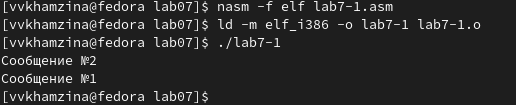 [vvkhamzina@fedora lab07]$ nasm -f elf lab7-1.asm
[vvkhamzina@fedora lab07]$ ld -m elf_i386 -o lab7-1 lab7-1.o
[vvkhamzina@fedora lab07]$ ./lab7-1
Сообщение №2
Сообщение №1
[vvkhamzina@fedora lab07]$